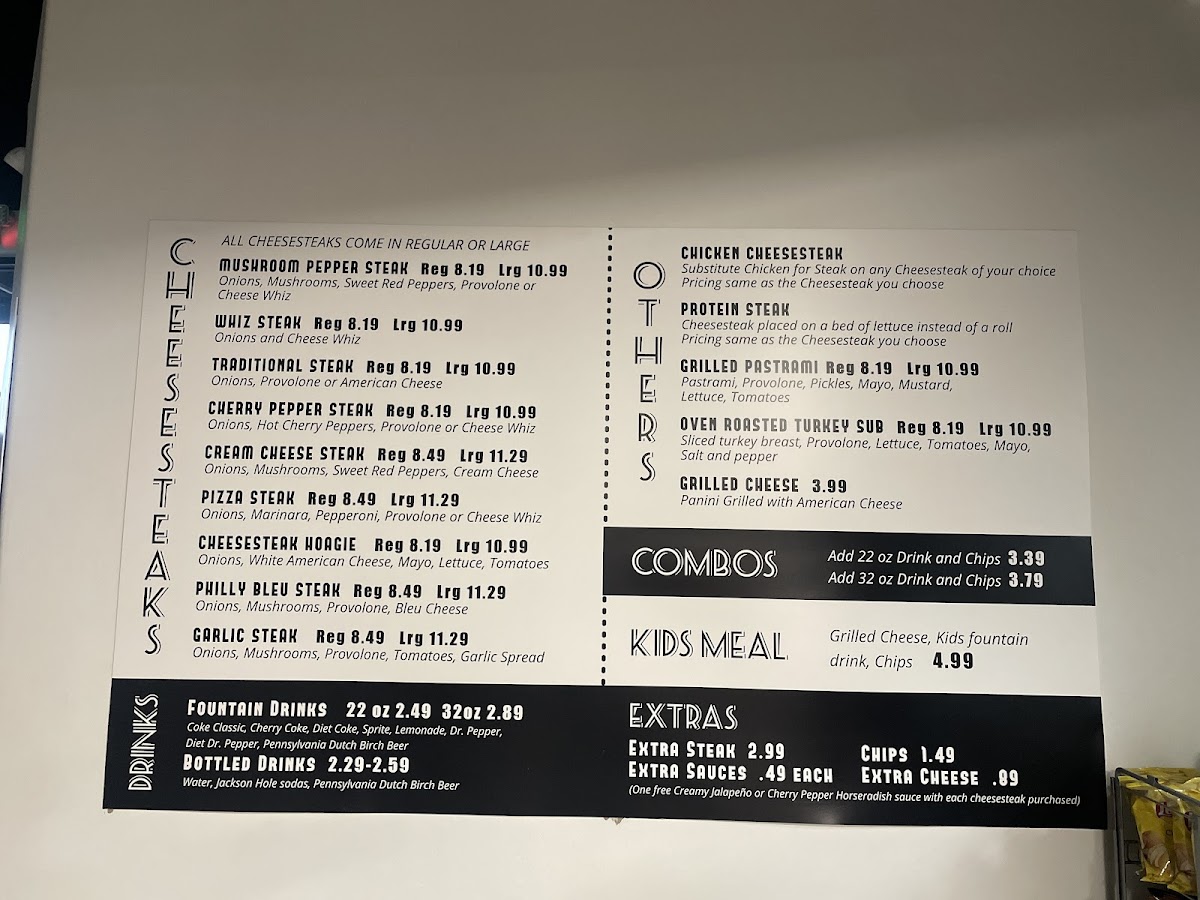 CHEESESTEAKS
ALL CHEESESTEAKS COME IN REGULAR OR LARGE
MUSHROOM PEPPER STEAK Reg 8.19 Lrg 10.99
Onions, Mushrooms, Sweet Red Peppers, Provolone or
Cheese Whiz
WHIZ STEAK Reg 8.19 Lrg 10.99
Onions and Cheese Whiz
TRADITIONAL STEAK Reg 8.19 Lrg 10.99
Onions, Provolone or American Cheese
CHERRY PEPPER STEAK Reg 8.19 Lrg 10.99
Onions, Hot Cherry Peppers, Provolone or Cheese Whiz
CREAM CHEESE STEAK Reg 8.49 Lrg 11.29
Onions, Mushrooms, Sweet Red Peppers, Cream Cheese
PIZZA STEAK Reg 8.49 Lrg 11.29
Onions, Marinara, Pepperoni, Provolone or Cheese Whiz
CHEESESTEAK HOAGIE Reg 8.19 Lrg 10.99
Onions, White American Cheese, Mayo, Lettuce, Tomatoes
PHILLY BLEU STEAK Reg 8.49 Lrg 11.29
Onions, Mushrooms, Provolone, Bleu Cheese
GARLIC STEAK Reg 8.49 Lrg 11.29
Onions, Mushrooms, Provolone, Tomatoes, Garlic Spread
OTHERS
CHICKEN CHEESESTEAK
Substitute Chicken for Steak on any Cheesesteak of your choice
Pricing same as the Cheesesteak you choose
PROTEIN STEAK
Cheesesteak placed on a bed of lettuce instead of a roll
Pricing same as the Cheesesteak you choose
GRILLED PASTRAMI Reg 8.19 Lrg 10.99
Pastrami, Provolone, Pickles, Mayo, Mustard,
Lettuce, Tomatoes
OVEN ROASTED TURKEY SUB Reg 8.19 Lrg 10.99
Sliced turkey breast, Provolone, Lettuce, Tomatoes, Mayo,
Salt and pepper
GRILLED CHEESE 3.99
Panini Grilled with American Cheese
COMBOS
Add 22 oz Drink and Chips 3.39
Add 32 oz Drink and Chips 3.79
KIDS MEAL
Grilled Cheese, Kids fountain
drink, Chips 4.99
DRINKS
FOUNTAIN DRINKS 22 OZ 2.49 32OZ 2.89
Coke Classic, Cherry Coke, Diet Coke, Sprite, Lemonade, Dr. Pepper,
Diet Dr. Pepper, Pennsylvania Dutch Birch Beer
BOTTLED DRINKS 2.29-2.59
Water, Jackson Hole sodas, Pennsylvania Dutch Birch Beer
EXTRAS
EXTRA STEAK 2.99 CHIPS 1.49
EXTRA SAUCES .49 EACH EXTRA CHEESE .89
(One free Creamy Jalapeño or Cherry Pepper Horseradish sauce with each cheesesteak purchased)